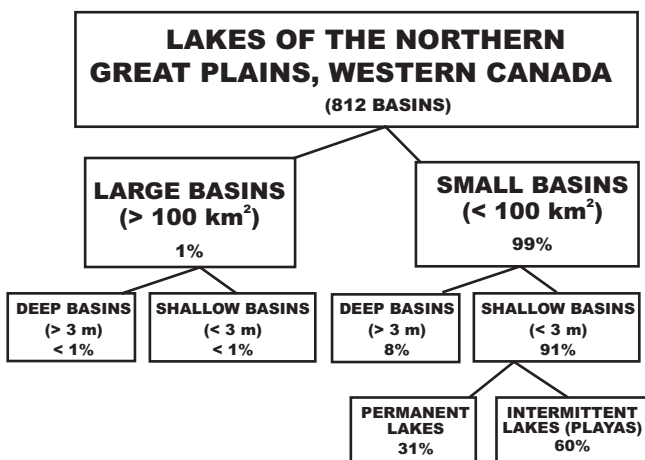 LAKES OF THE NORTHERN
GREAT PLAINS, WESTERN CANADA
(812 BASINS)
LARGE BASINS
(> 100 km²)
1%
SMALL BASINS
(< 100 km²)
99%
DEEP BASINS
(> 3 m)
< 1%
SHALLOW BASINS
(< 3 m)
< 1%
DEEP BASINS
(> 3 m)
8%
SHALLOW BASINS
(< 3 m)
91%
PERMANENT
LAKES
31%
INTERMITTENT
LAKES (PLAYAS)
60%